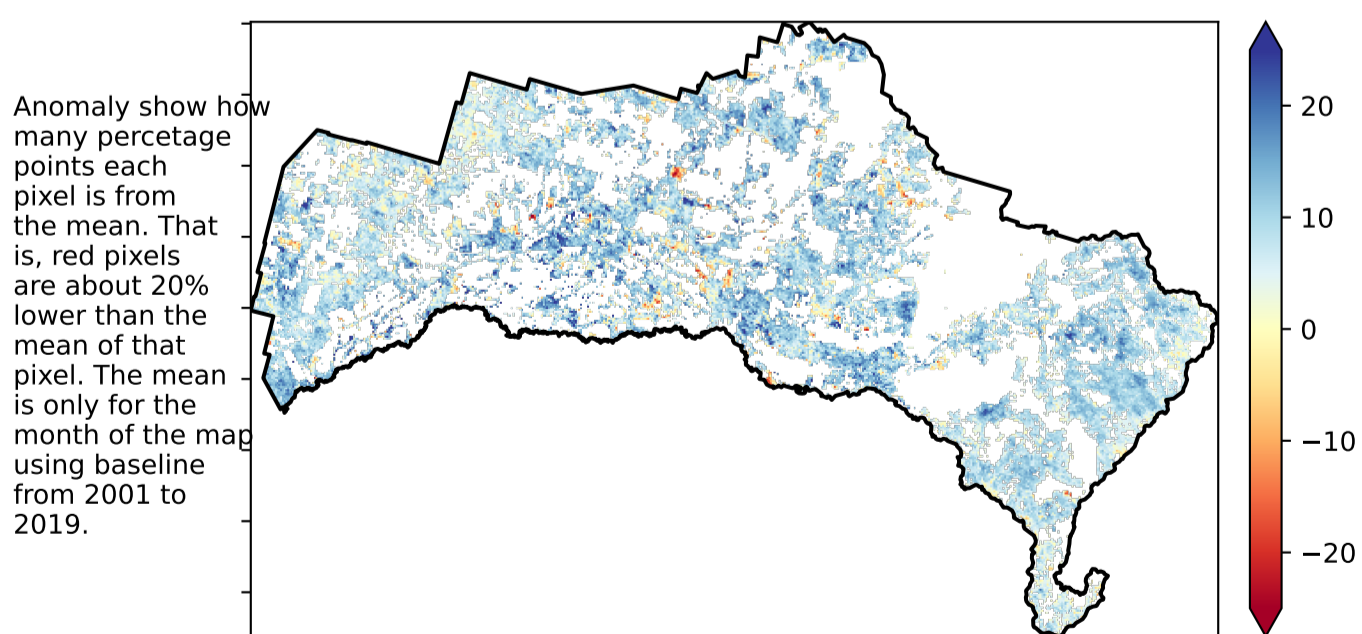 Anomaly show how
many percetage
points each
pixel is from
the mean. That
is, red pixels
are about 20%
lower than the
mean of that
pixel. The mean
is only for the
month of the map
using baseline
from 2001 to
2019.
20
10
0
−10
−20